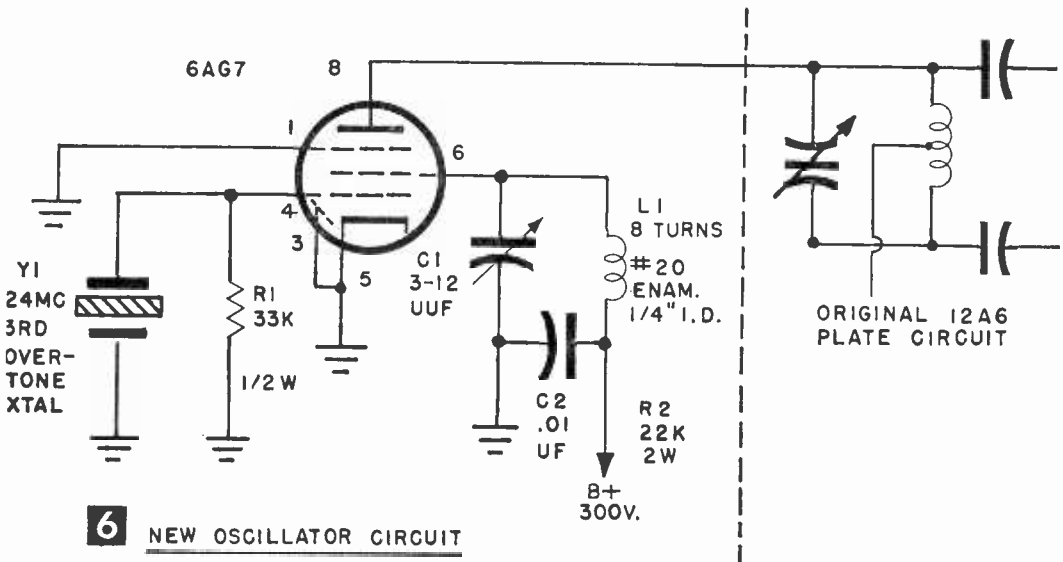 6AG7
8
1
6
4
3
5
Y1
24MC
3RD
OVER-
TONE
XTAL
R1
33K
1/2W
C1
3-12
UUF
L1
8 TURNS
#20
ENAM.
1/4" I.D.
C2
.01
UF
R2
22K
2W
B+
300V.
ORIGINAL 12A6
PLATE CIRCUIT
6 NEW OSCILLATOR CIRCUIT